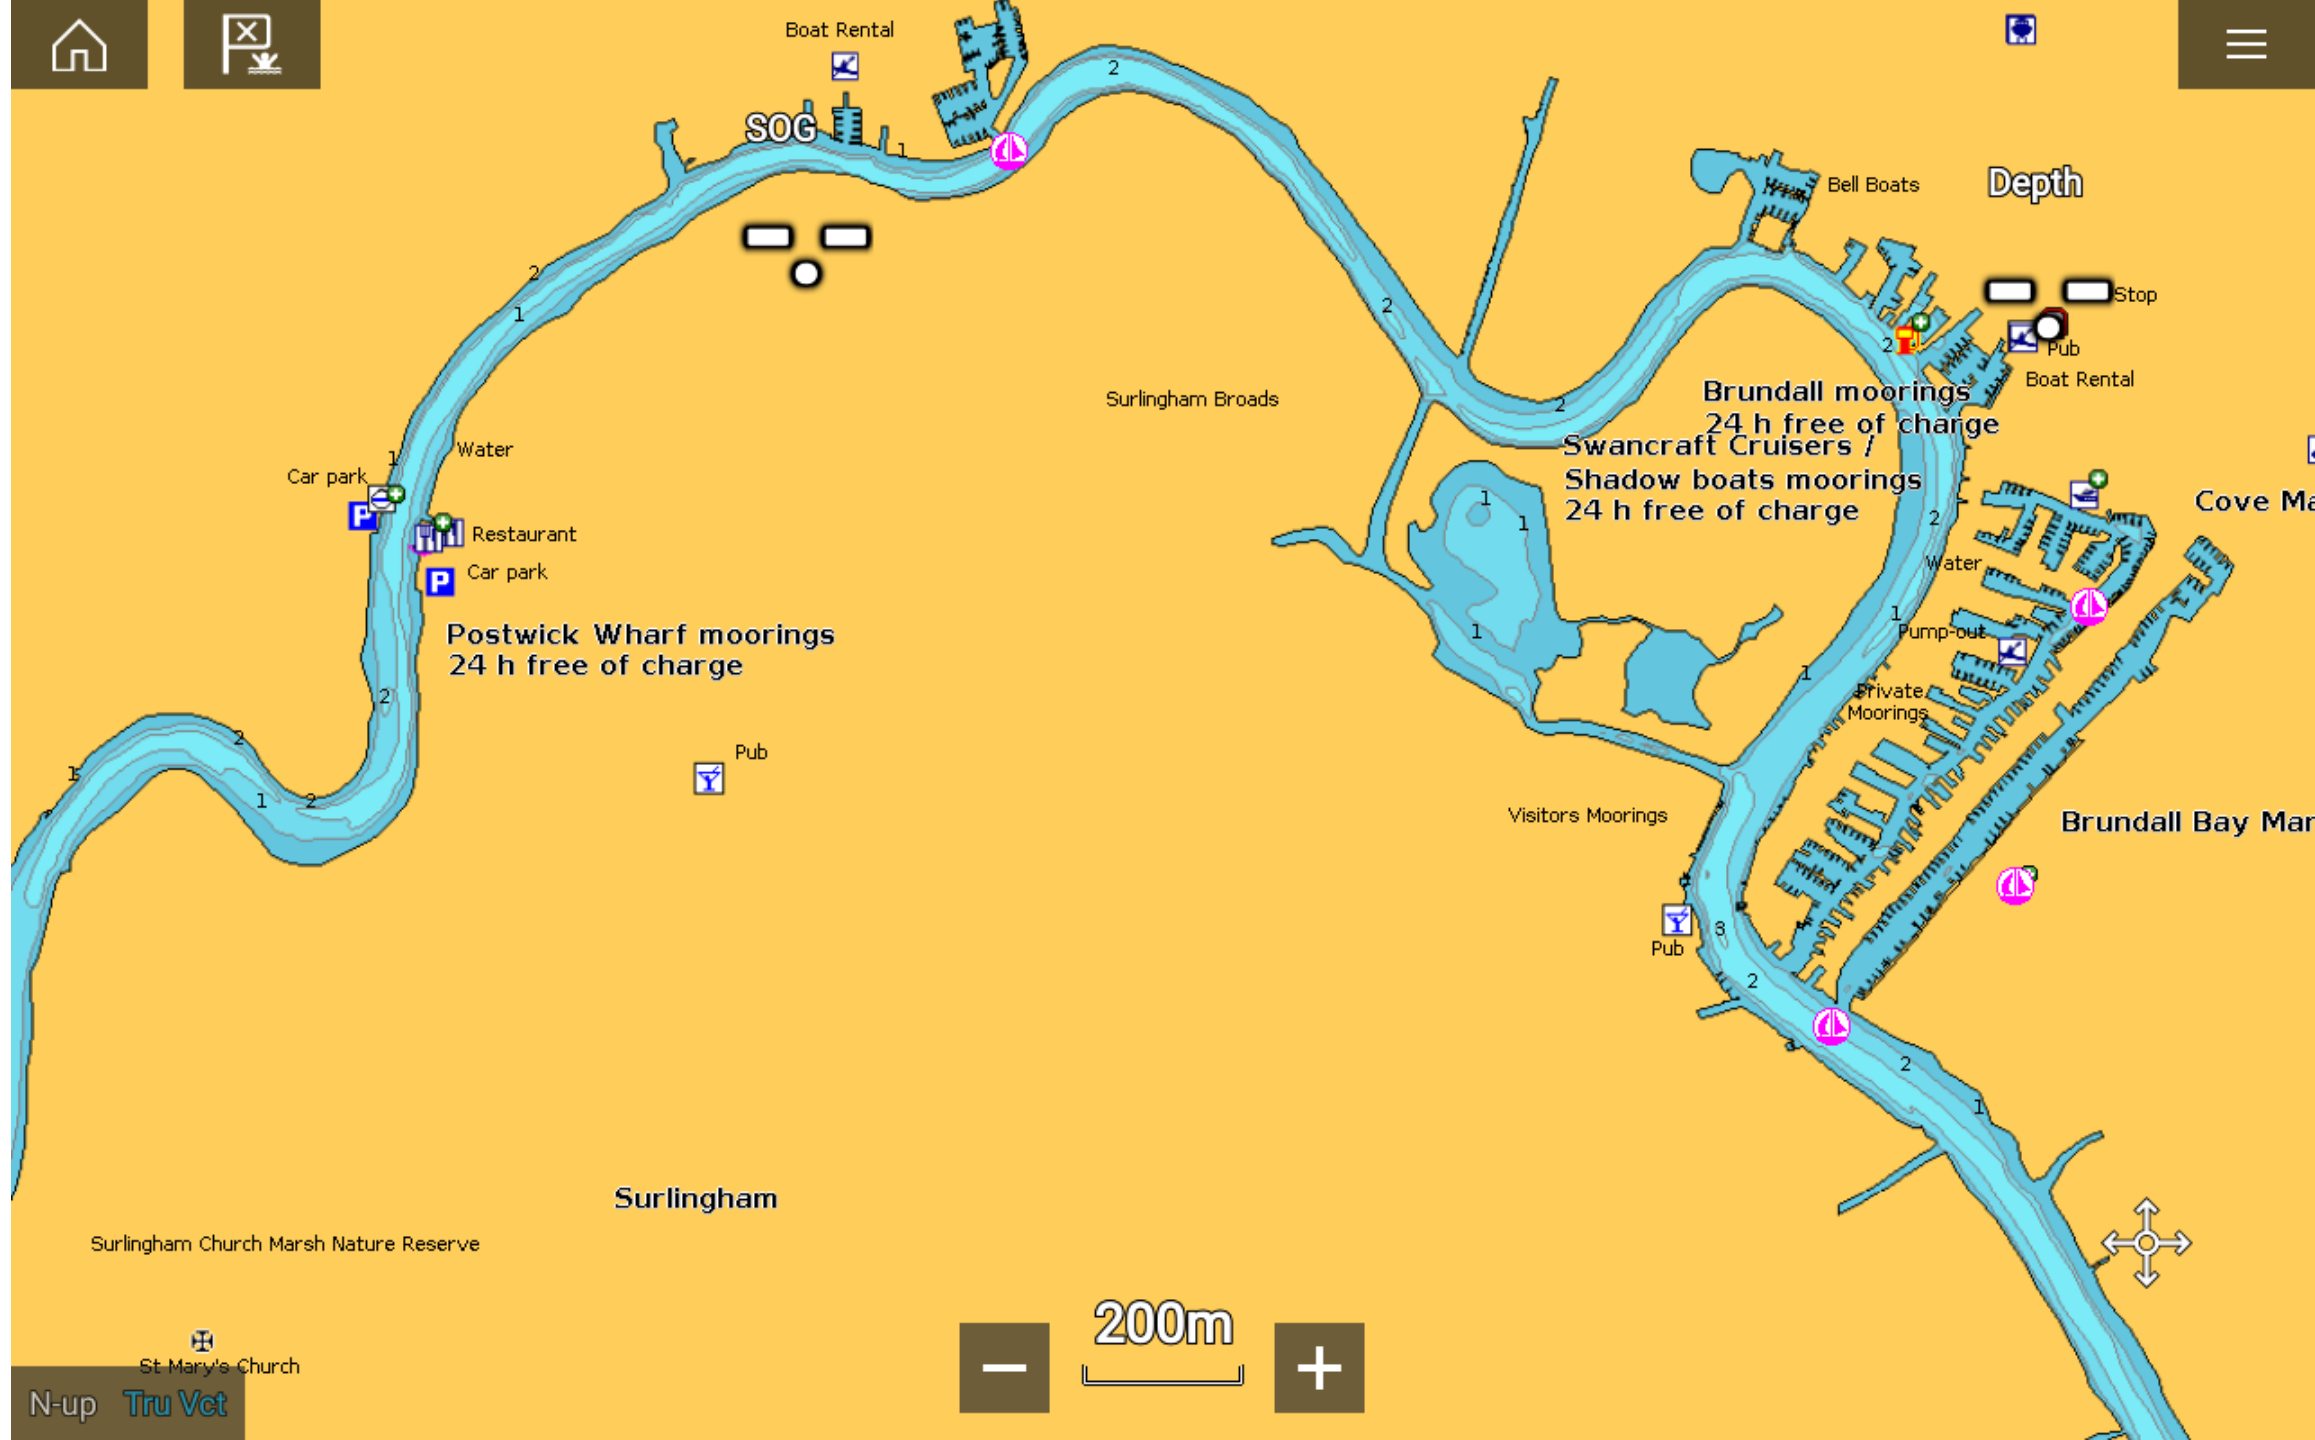 Boat Rental
2
SOG
1
Bell Boats
Depth
2
1
2
Stop
2
Pub
Boat Rental
Brundall moorings
24 h free of charge
Surlingham Broads
2
Swancraft Cruisers /
Shadow boats moorings
24 h free of charge
Water
1
Car park
P
Restaurant
P
Car park
1
1
2
Cove Ma
Water
1
Pump-out
Postwick Wharf moorings
24 h free of charge
1
1
Private
Moorings
2
2
1
1
2
Pub
Visitors Moorings
Brundall Bay Mar
Pub
2
2
1
Surlingham
Surlingham Church Marsh Nature Reserve
St Mary's Church
200m
N-up Tru Vct